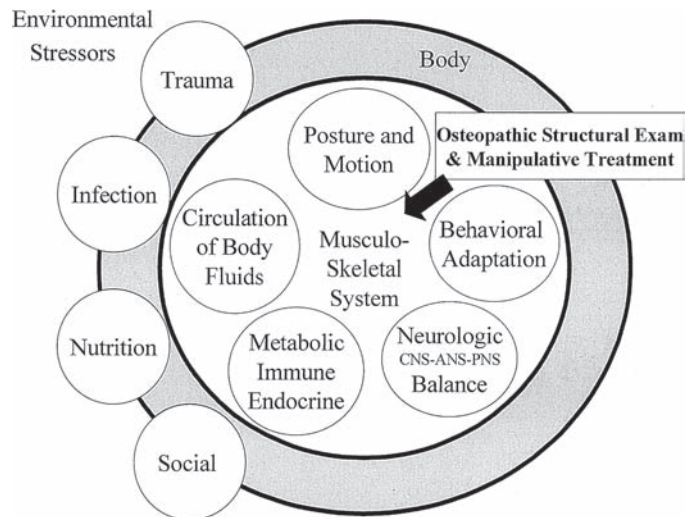 Environmental
Stressors
Trauma
Body
Posture and
Motion
Osteopathic Structural Exam
& Manipulative Treatment
Infection
Circulation
of Body
Fluids
Musculo-
Skeletal
System
Behavioral
Adaptation
Nutrition
Metabolic
Immune
Endocrine
Neurologic
CNS-ANS-PNS
Balance
Social